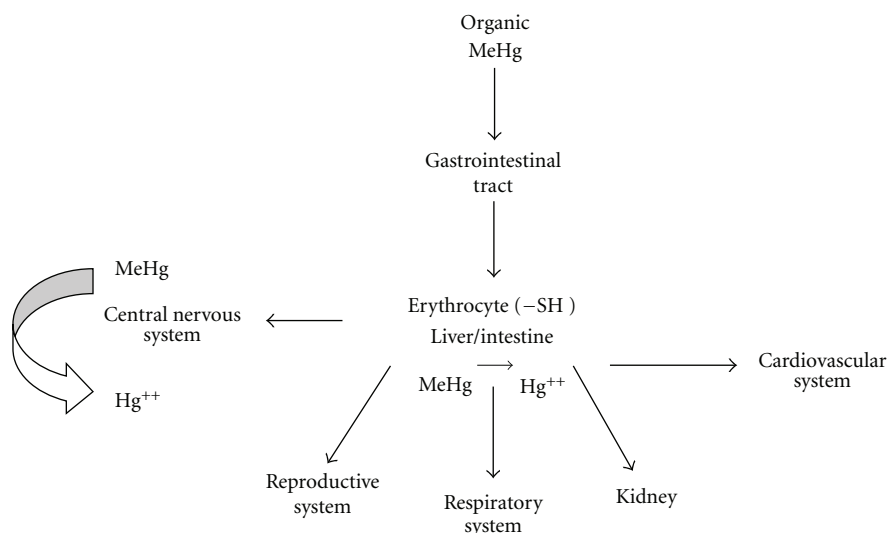 Organic
MeHg
Gastrointestinal
tract
MeHg
Central nervous
system
Hg++
Erythrocyte (−SH )
Liver/intestine
MeHg → Hg++
Cardiovascular
system
Reproductive
system
Respiratory
system
Kidney